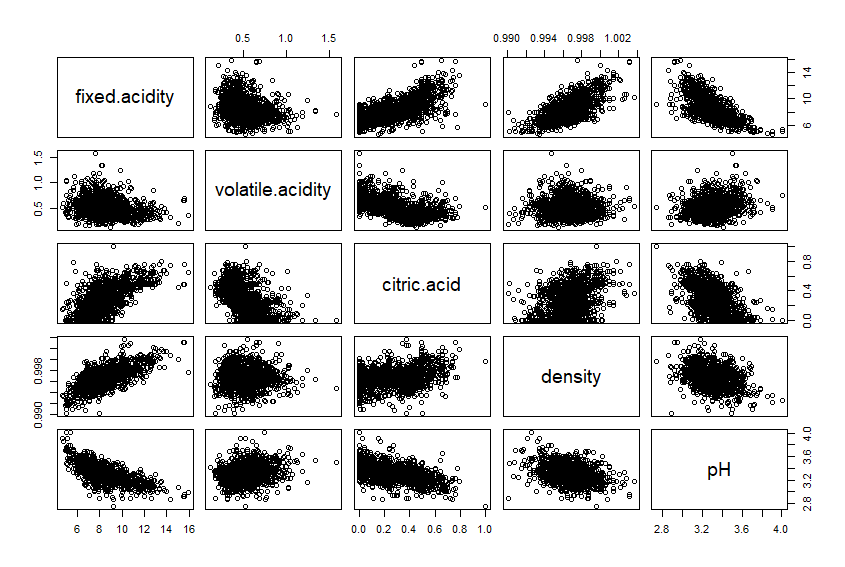 0.5 1.0 1.5
0.990 0.994 0.998 1.002
fixed.acidity
6 10 14
0.5 1.0 1.5
volatile.acidity
citric.acid
0.0 0.4 0.8
0.990 0.998
density
pH
2.8 3.2 3.6 4.0
6 8 10 12 14 16
0.0 0.2 0.4 0.6 0.8 1.0
2.8 3.2 3.6 4.0